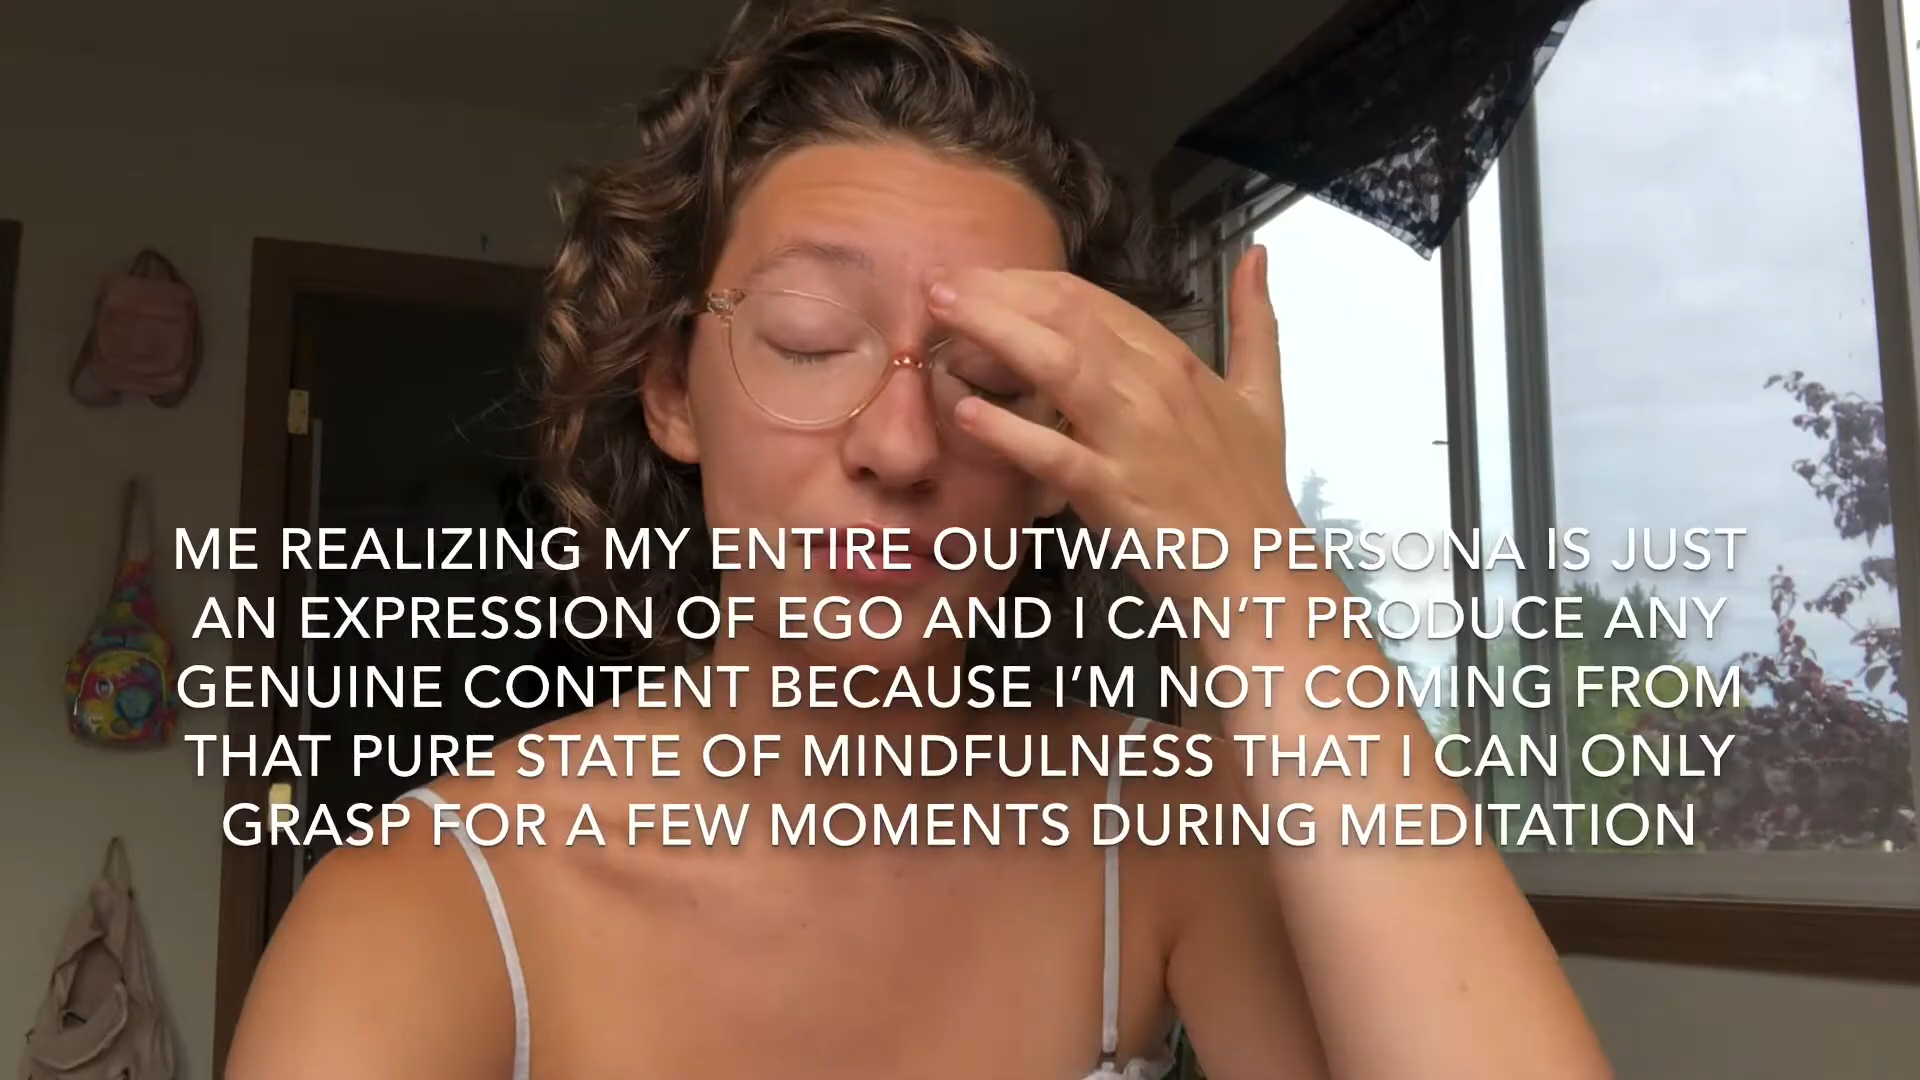 ME REALIZING MY ENTIRE OUTWARD PERSONA IS JUST
AN EXPRESSION OF EGO AND I CAN’T PRODUCE ANY
GENUINE CONTENT BECAUSE I’M NOT COMING FROM
THAT PURE STATE OF MINDFULNESS THAT I CAN ONLY
GRASP FOR A FEW MOMENTS DURING MEDITATION